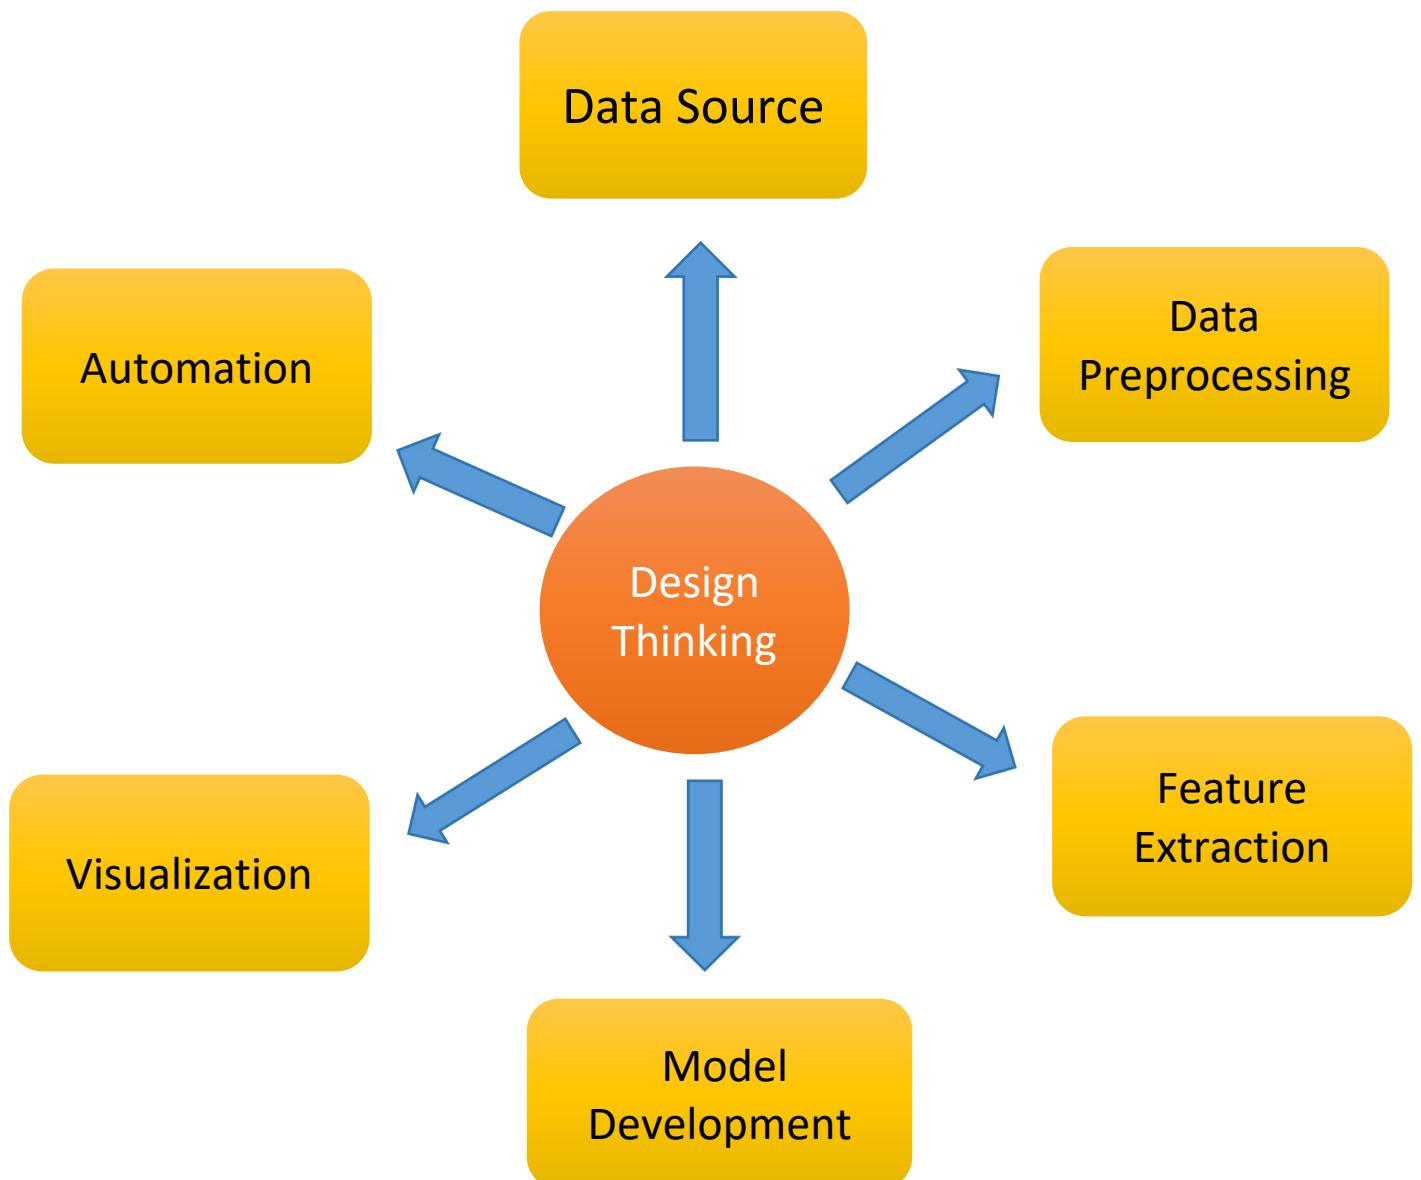 Data Source
Automation
Data
Preprocessing
Design
Thinking
Feature
Extraction
Visualization
Model
Development